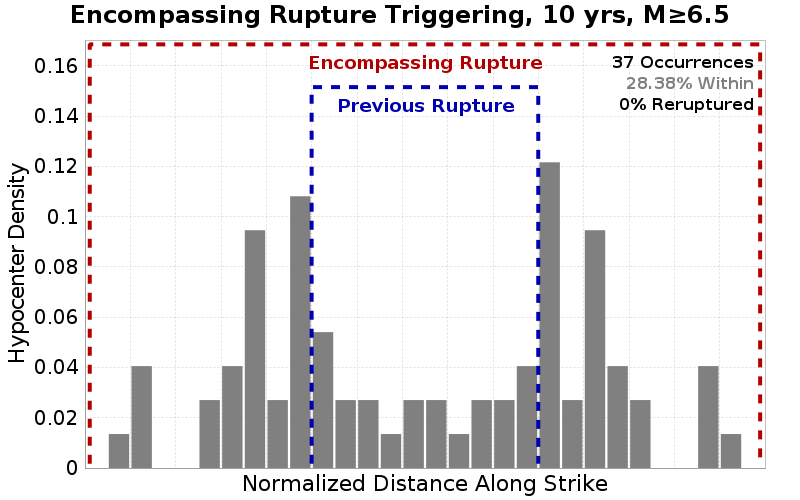 Encompassing Rupture Triggering, 10 yrs, M≥6.5
Encompassing Rupture
37 Occurrences
28.38% Within
0% Reruptured
Previous Rupture
Hypocenter Density
0.16
0.14
0.12
0.1
0.08
0.06
0.04
0.02
0
Normalized Distance Along Strike